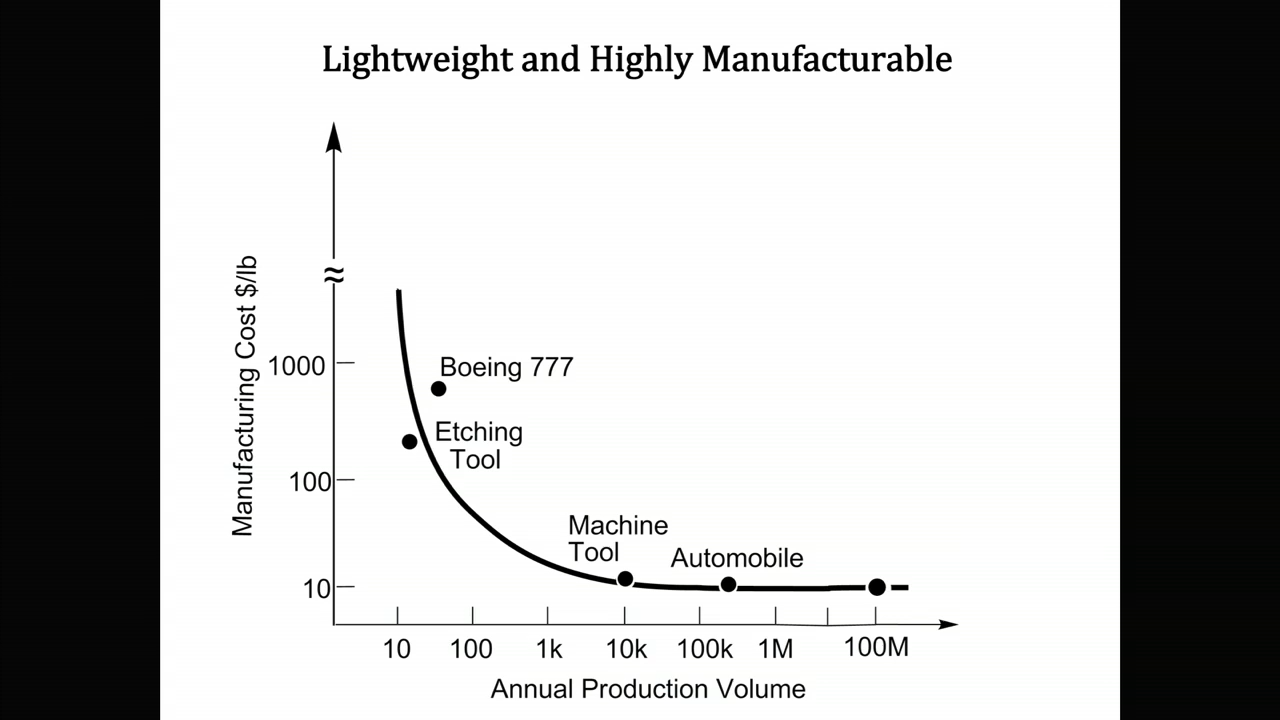 Lightweight and Highly Manufacturable
Manufacturing Cost $/lb
≈
1000
100
10
Boeing 777
Etching
Tool
Machine
Tool
Automobile
10 100 1k 10k 100k 1M 100M
Annual Production Volume